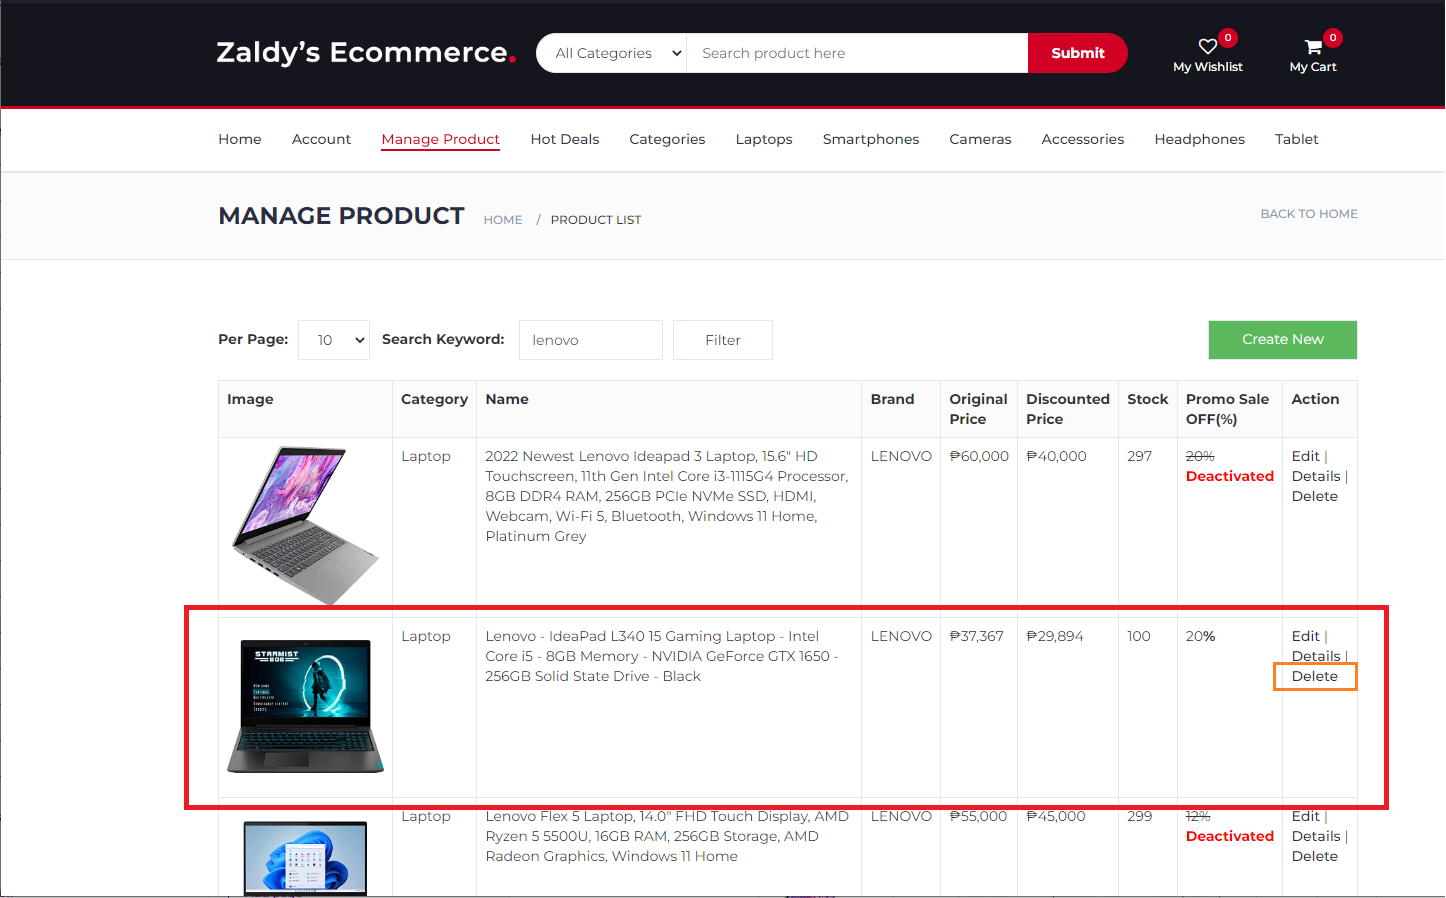 Zaldy's Ecommerce.
All Categories
Search product here
Submit
0
My Wishlist
0
My Cart
Home Account Manage Product Hot Deals Categories Laptops Smartphones Cameras Accessories Headphones Tablet
MANAGE PRODUCT HOME / PRODUCT LIST BACK TO HOME
Per Page: 10 Search Keyword: lenovo Filter Create New
Image Category Name Brand Original Price Discounted Price Stock Promo Sale OFF(%) Action
Laptop
2022 Newest Lenovo Ideapad 3 Laptop, 15.6" HD
Touchscreen, 11th Gen Intel Core i3-1115G4 Processor,
8GB DDR4 RAM, 256GB PCIe NVMe SSD, HDMI,
Webcam, Wi-Fi 5, Bluetooth, Windows 11 Home,
Platinum Grey
LENOVO
₱60,000
₱40,000
297
20%
Deactivated
Edit |
Details |
Delete
STARMIST
Laptop
Lenovo - IdeaPad L340 15 Gaming Laptop - Intel
Core i5 - 8GB Memory - NVIDIA GeForce GTX 1650 -
256GB Solid State Drive - Black
LENOVO
₱37,367
₱29,894
100
20%
Edit |
Details |
Delete
Laptop
Lenovo Flex 5 Laptop, 14.0" FHD Touch Display, AMD
Ryzen 5 5500U, 16GB RAM, 256GB Storage, AMD
Radeon Graphics, Windows 11 Home
LENOVO
₱55,000
₱45,000
299
12%
Deactivated
Edit |
Details |
Delete